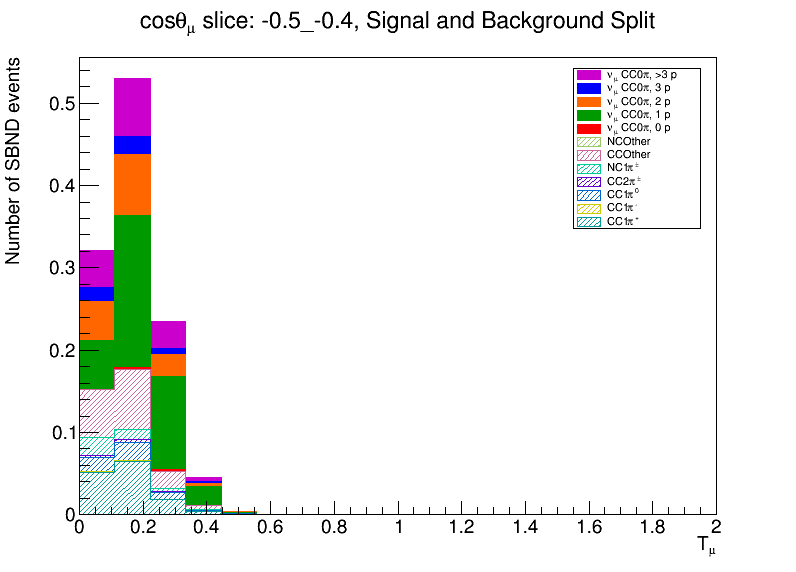 cosθμ slice: -0.5_-0.4, Signal and Background Split
Number of SBND events
νμ CC0π, >3 p
νμ CC0π, 3 p
νμ CC0π, 2 p
νμ CC0π, 1 p
νμ CC0π, 0 p
NCOther
CCOther
NC1π±
CC2π±
CC1π⁰
CC1π⁻
CC1π⁺
0.5
0.4
0.3
0.2
0.1
0
0 0.2 0.4 0.6 0.8 1 1.2 1.4 1.6 1.8 2
Tμ